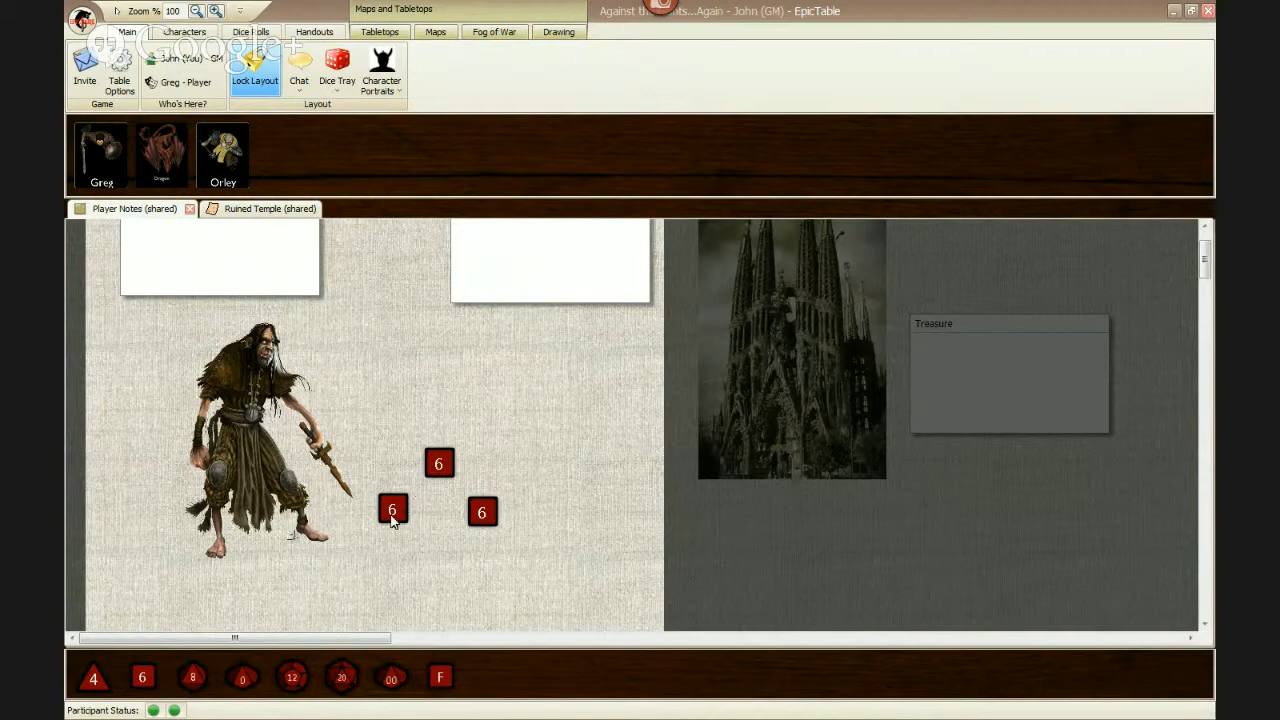 Zoom % 100
Maps and Tabletops
Against the Giants...Again - John (GM) - EpicTable
Main Characters Dice Rolls Handouts Tabletops Maps Fog of War Drawing
Google+
Invite
Table Options
John (You) - GM
Greg - Player
Lock Layout
Chat
Dice Tray
Character Portraits
Game Who's Here? Layout
Greg
Dragon
Orley
Player Notes (shared) Ruined Temple (shared)
Treasure
6
6 6
4 6 8 0 12 20 00 F
Participant Status: